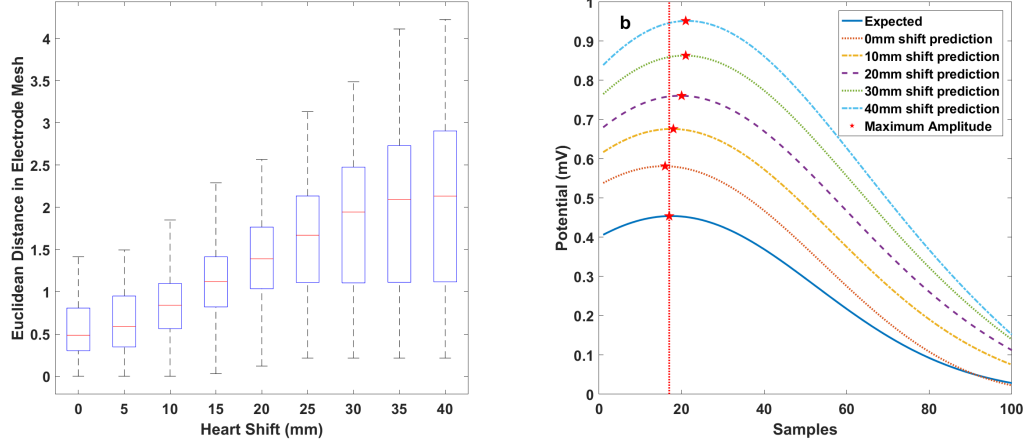 Euclidean Distance in Electrode Mesh
4
3.5
3
2.5
2
1.5
1
0.5
0
0 5 10 15 20 25 30 35 40
Heart Shift (mm)
b
Potential (mV)
1
0.9
0.8
0.7
0.6
0.5
0.4
0.3
0.2
0.1
0
0 20 40 60 80 100
Samples
Expected
0mm shift prediction
10mm shift prediction
20mm shift prediction
30mm shift prediction
40mm shift prediction
Maximum Amplitude